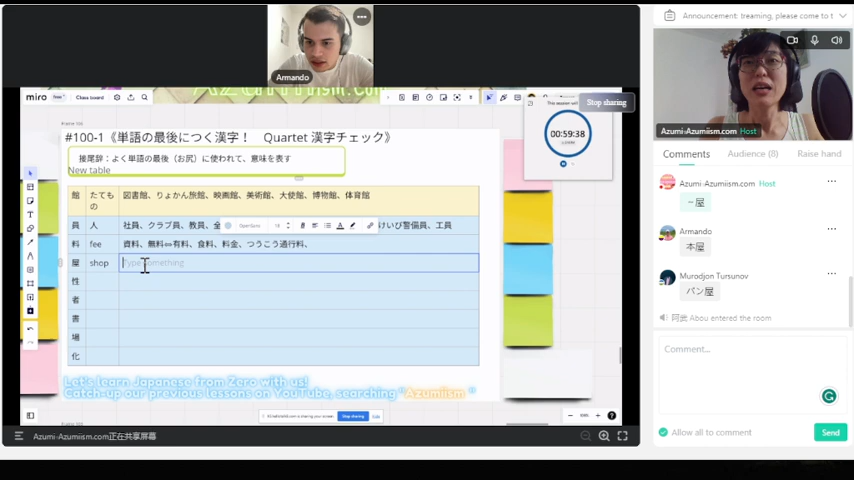 Announcement: treaming, please come to t
Armando
Azumi-Azumiism.com Host
miro
Class board
Stop sharing
This session will
00:59:38
#100-1《単語の最後につく漢字！ Quartet 漢字チェック》
接尾辞：よく単語の最後（お尻）に使われて、意味を表す
New table
館 たてもの 図書館、りょかん旅館、映画館、美術館、大使館、博物館、体育館
員 人 社員、クラブ員、教員、全 けいび警備員、工員
料 fee 資料、無料⇔有料、食料、料金、つうこう通行料、
屋 shop Type something
性
者
書
場
化
Let's learn Japanese from Zero with us!
Catch-up our previous lessons on YouTube, searching "Azumiism "
Stop sharing
Azumi-Azumiism.com正在共享屏幕
Comments Audience (8) Raise hand
Azumi-Azumiism.com Host
～屋
Armando
本屋
Murodjon Tursunov
パン屋
Abou entered the room
Comment...
Allow all to comment
Send